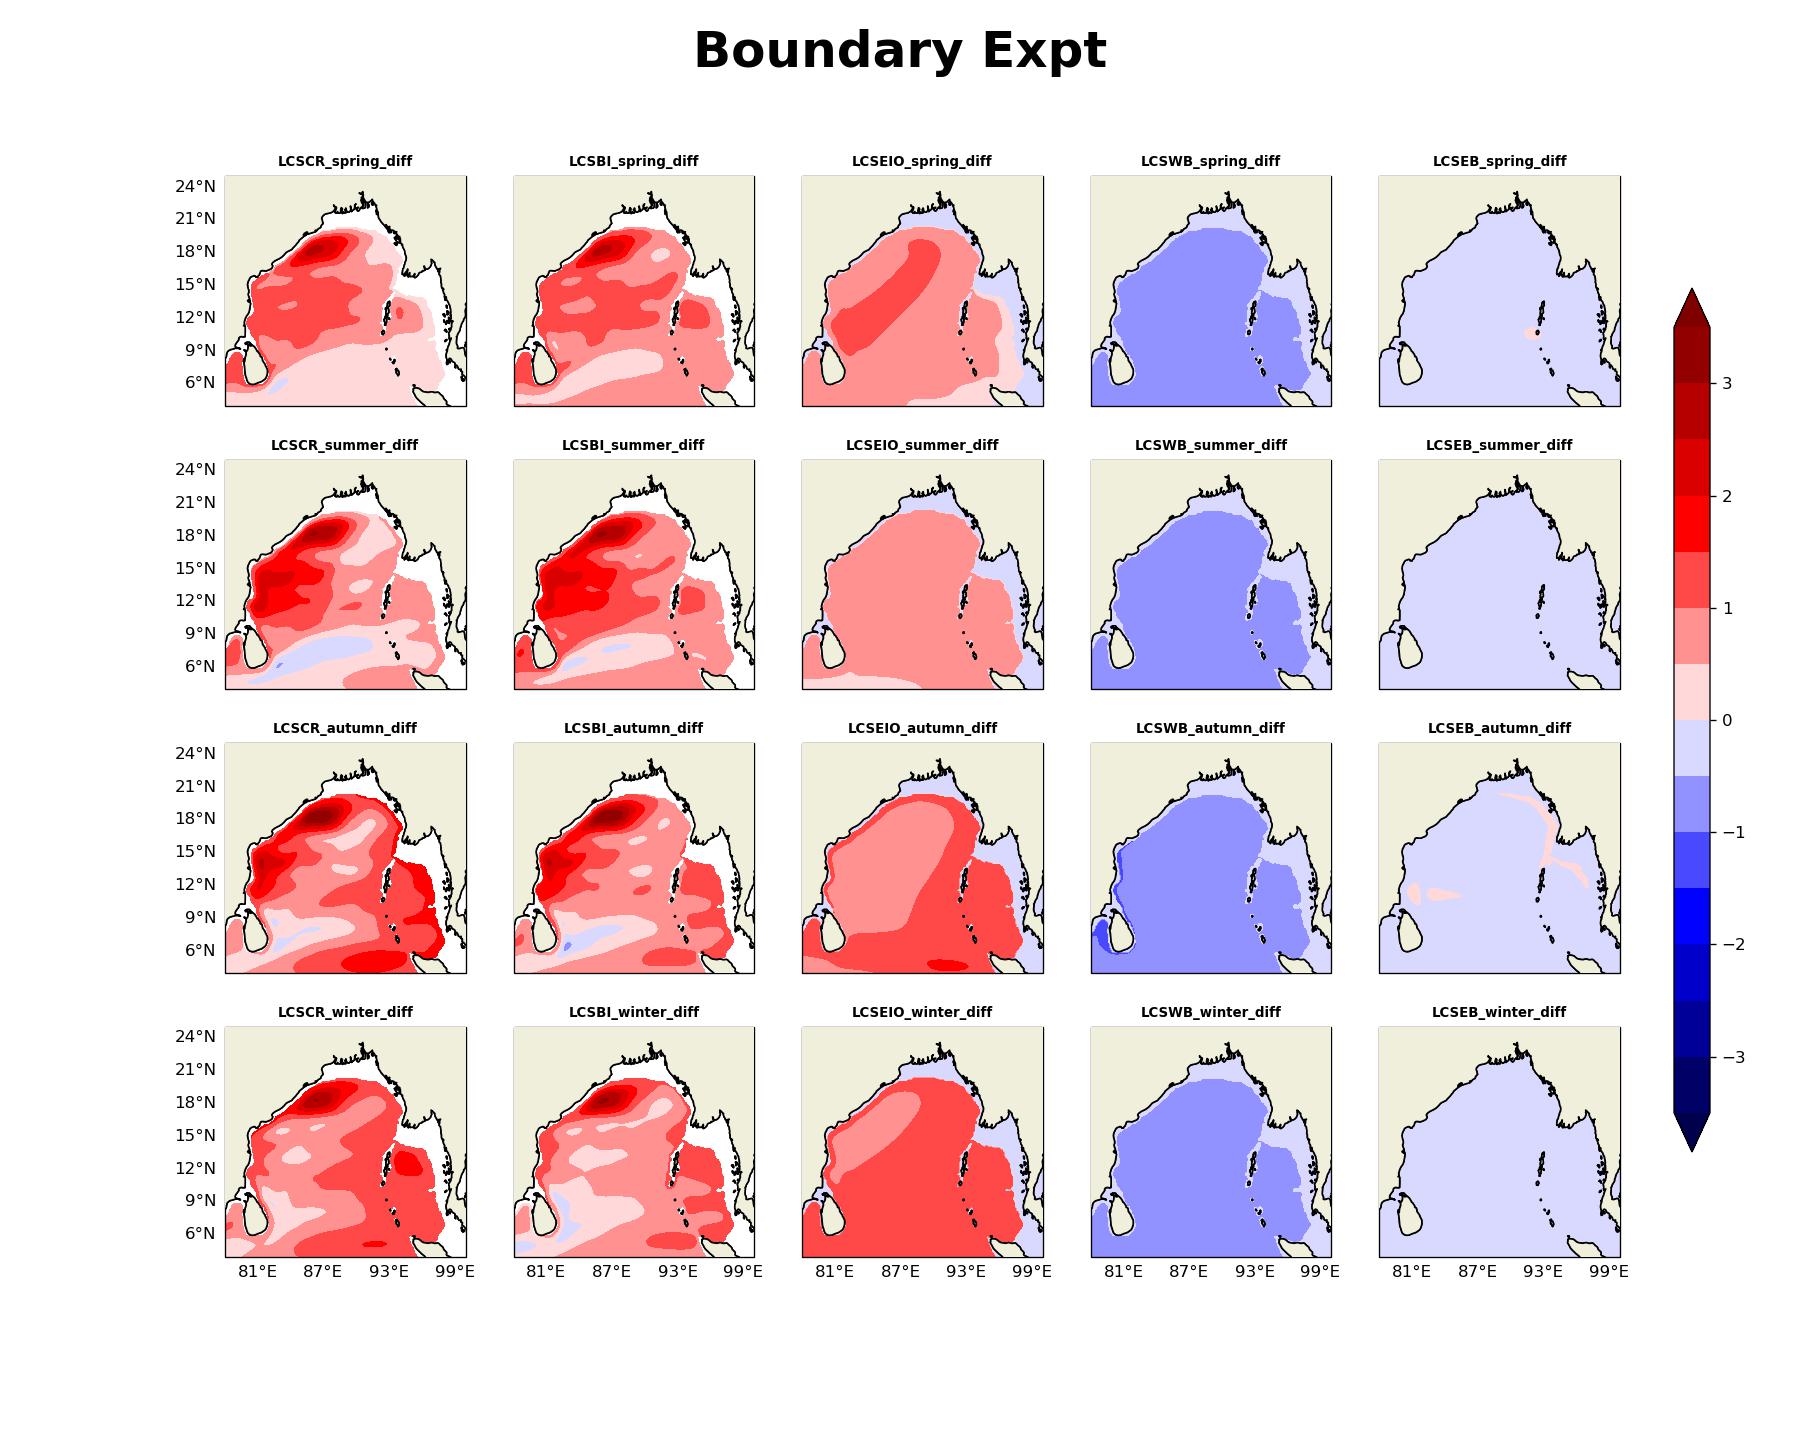 Boundary Expt
LCSCR_spring_diff LCSBI_spring_diff LCSEIO_spring_diff LCSWB_spring_diff LCSEB_spring_diff
24°N
21°N
18°N
15°N
12°N
9°N
6°N
LCSCR_summer_diff LCSBI_summer_diff LCSEIO_summer_diff LCSWB_summer_diff LCSEB_summer_diff
24°N
21°N
18°N
15°N
12°N
9°N
6°N
LCSCR_autumn_diff LCSBI_autumn_diff LCSEIO_autumn_diff LCSWB_autumn_diff LCSEB_autumn_diff
24°N
21°N
18°N
15°N
12°N
9°N
6°N
LCSCR_winter_diff LCSBI_winter_diff LCSEIO_winter_diff LCSWB_winter_diff LCSEB_winter_diff
24°N
21°N
18°N
15°N
12°N
9°N
6°N
81°E 87°E 93°E 99°E 81°E 87°E 93°E 99°E 81°E 87°E 93°E 99°E 81°E 87°E 93°E 99°E 81°E 87°E 93°E 99°E
3
2
1
0
−1
−2
−3